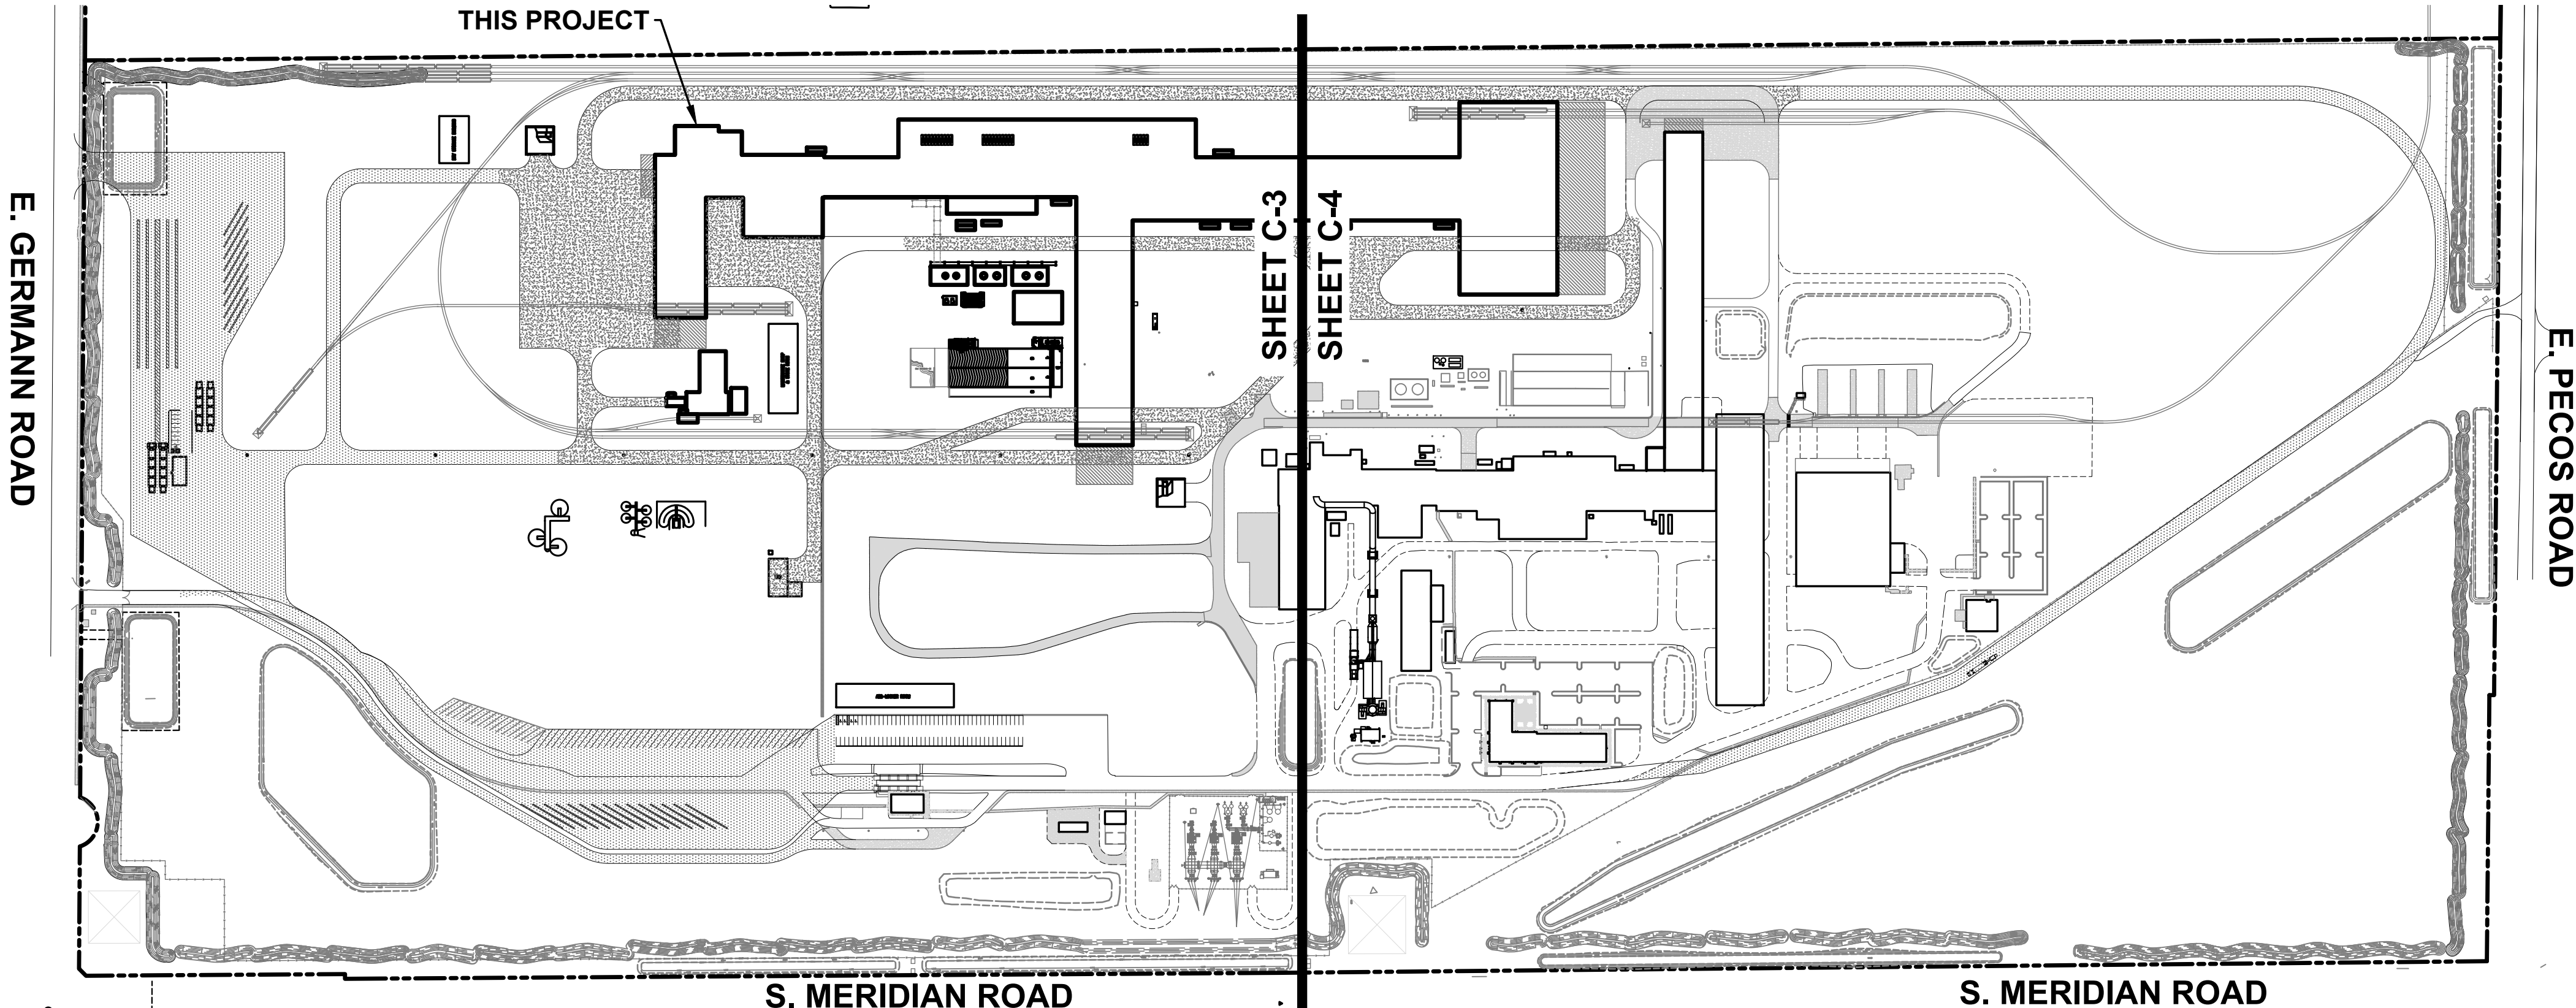 THIS PROJECT
E. GERMANN ROAD
SHEET C-3
SHEET C-4
E. PECOS ROAD
S. MERIDIAN ROAD
S. MERIDIAN ROAD